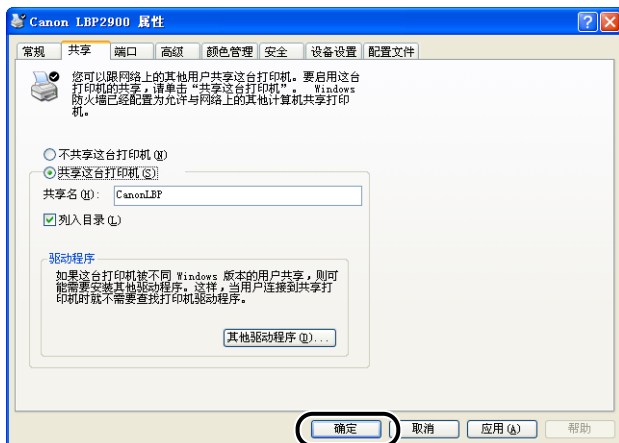 Canon LBP2900 属性
常规 共享 端口 高级 颜色管理 安全 设备设置 配置文件
您可以跟网络上的其他用户共享这台打印机。要启用这台
打印机的共享，请单击“共享这台打印机”。 Windows
防火墙已经配置为允许与网络上的其他计算机共享打印
机。
不共享这台打印机(N)
共享这台打印机(S)
共享名(H): CanonLBP
列入目录(L)
驱动程序
如果这台打印机被不同 Windows 版本的用户共享，则可
能需要安装其他驱动程序。这样，当用户连接到共享打
印机时就不需要查找打印机驱动程序。
其他驱动程序(D)...
确定 取消 应用(A) 帮助